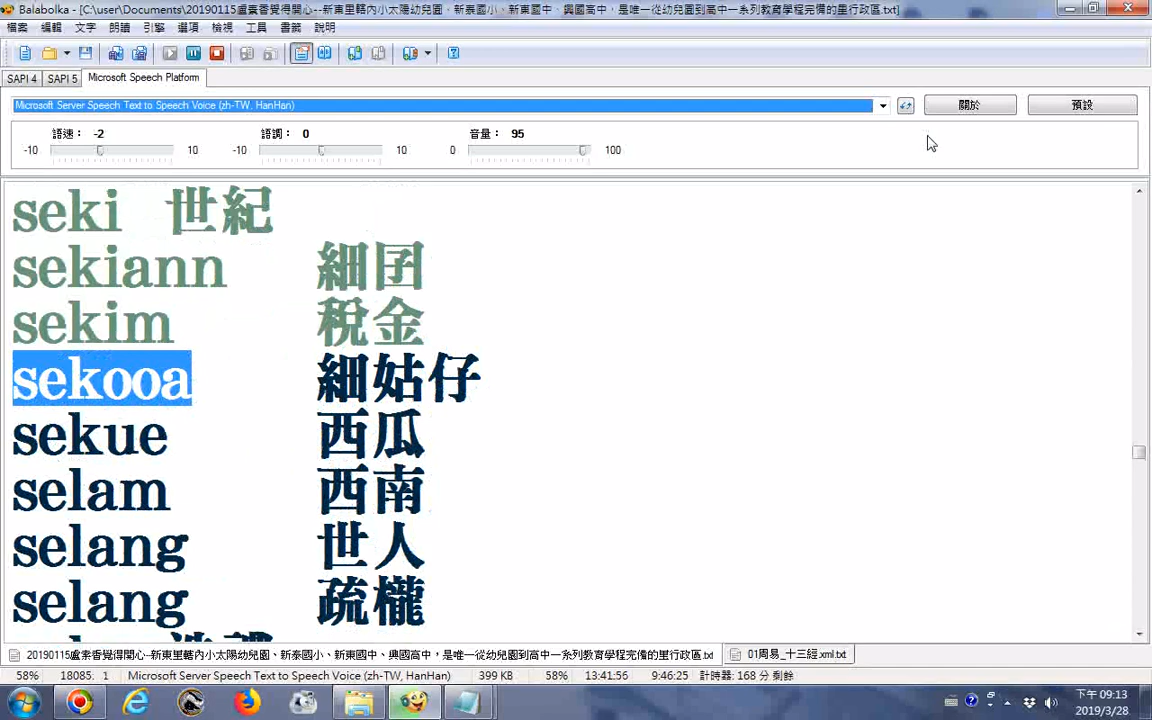 Balabolka - [C:\user\Documents\20190115盧素香覺得開心--新東里轄內小太陽幼兒園、新泰國小、新東國中、興國高中，是唯一從幼兒園到高中一系列教育學程完備的里行政區.txt]
檔案 編輯 文字 朗讀 引擎 選項 檢視 工具 書籤 說明
SAPI 4 SAPI 5 Microsoft Speech Platform
Microsoft Server Speech Text to Speech Voice (zh-TW, HanHan) 關於 預設
語速： -2 語調： 0 音量： 95
-10 10 -10 10 0 100
seki 世紀
sekiann 細囝
sekim 稅金
sekooa 細姑仔
sekue 西瓜
selam 西南
selang 世人
selang 疏櫳
20190115盧素香覺得開心--新東里轄內小太陽幼兒園、新泰國小、新東國中、興國高中，是唯一從幼兒園到高中一系列教育學程完備的里行政區.txt 01周易_十三經.xml.txt
58% 18085. 1 Microsoft Server Speech Text to Speech Voice (zh-TW, HanHan) 399 KB 58% 13:41:56 9:46:25 計時器: 168 分 剩餘
下午 09:13
2019/3/28